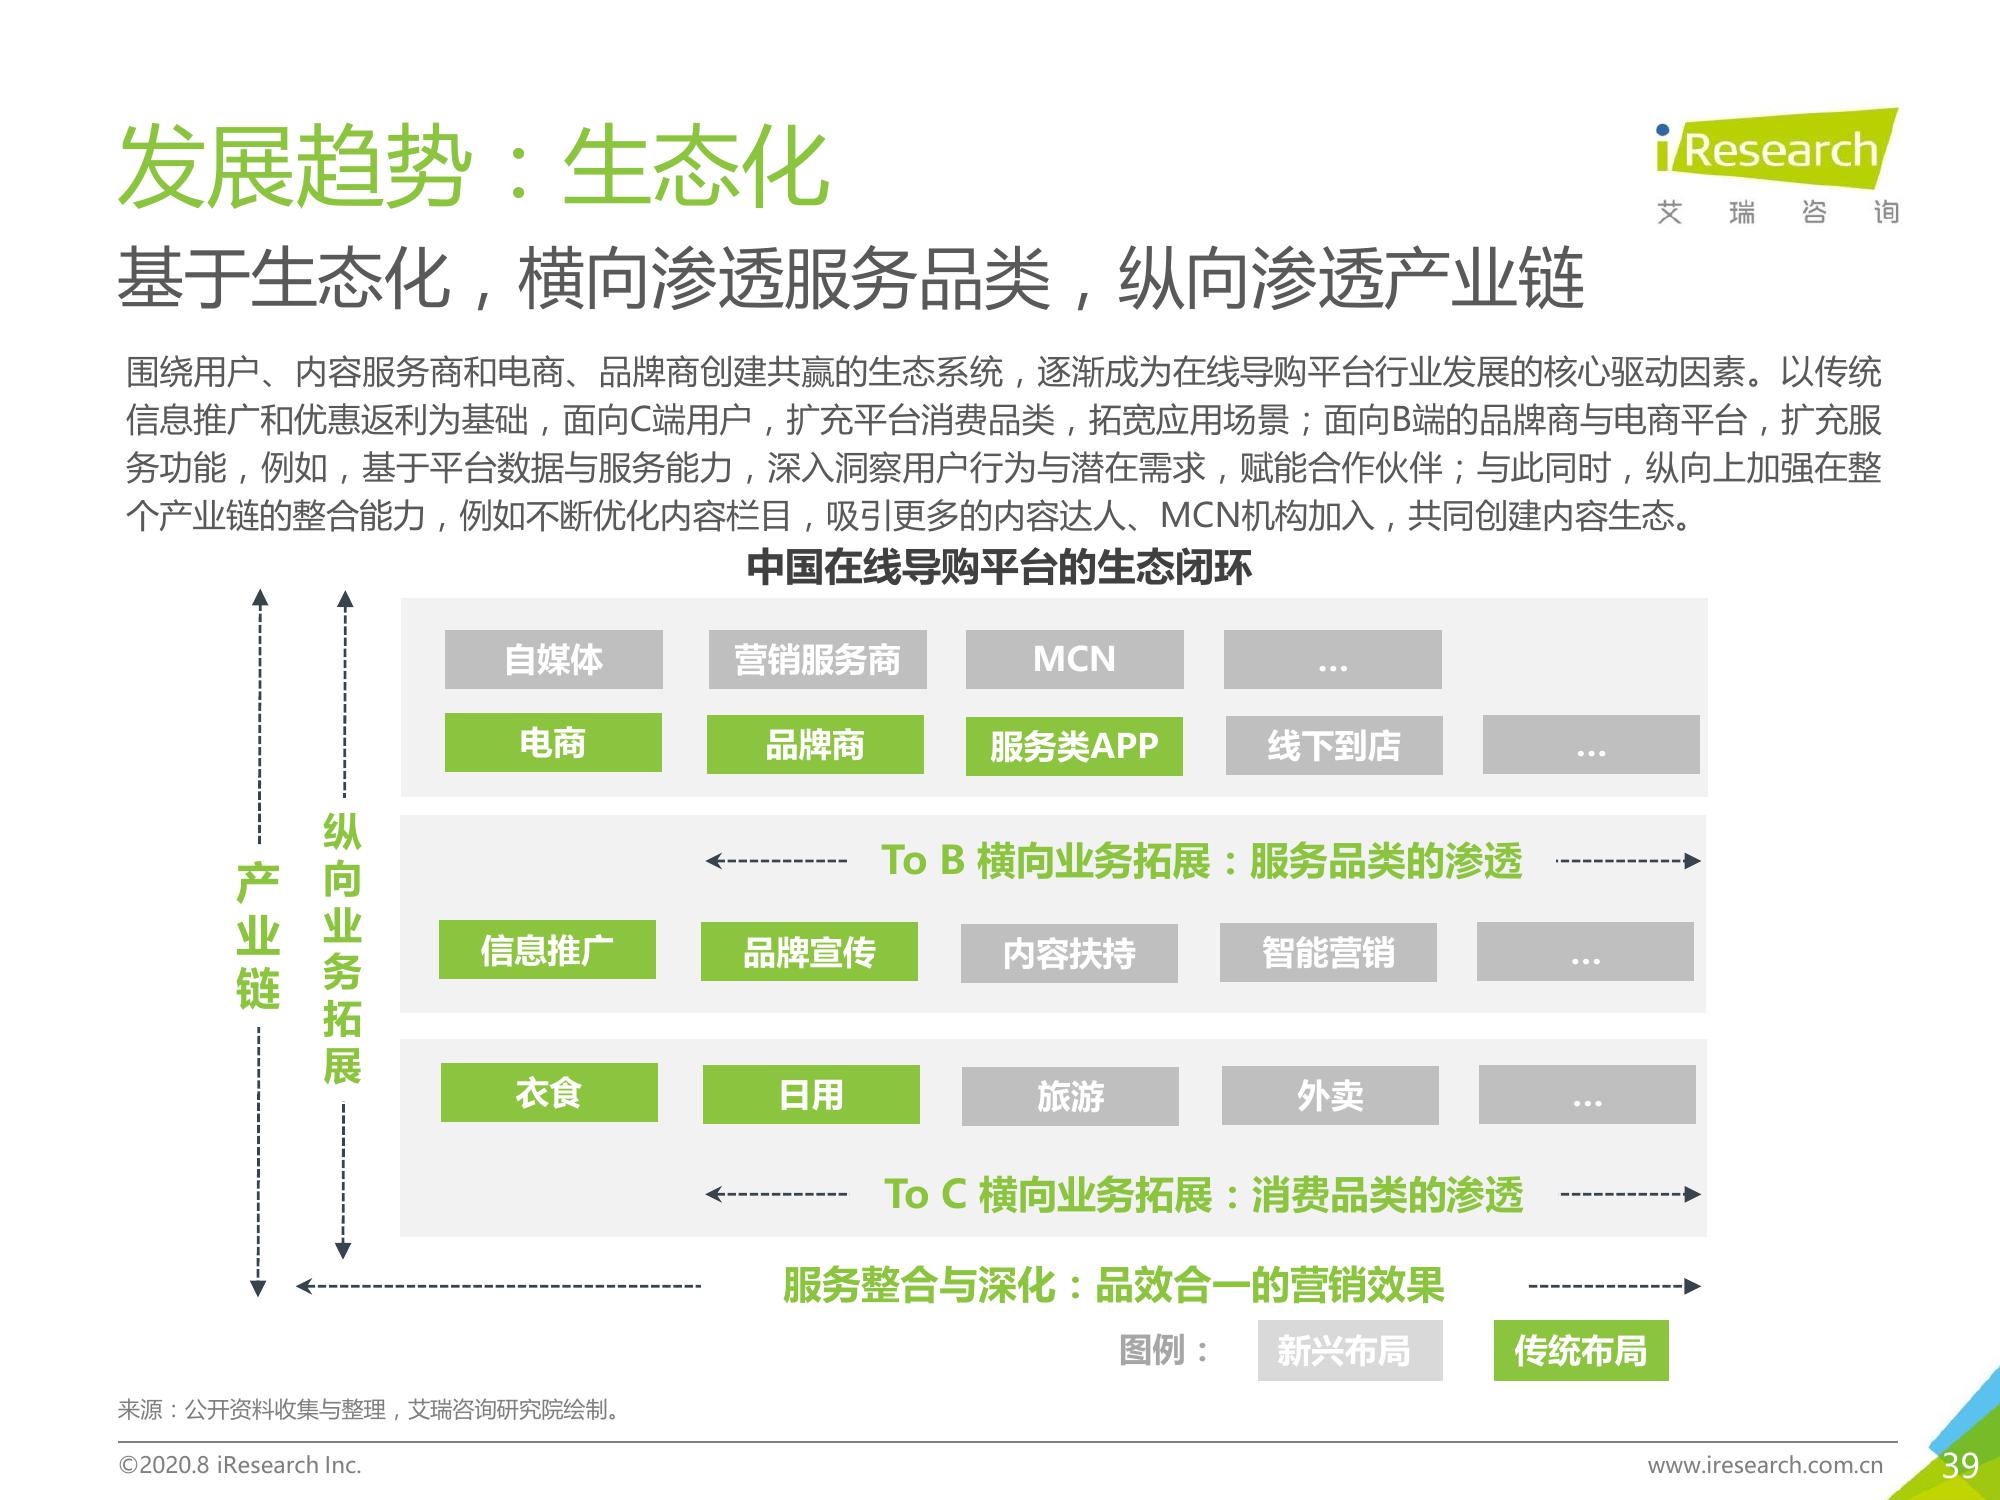 发展趋势：生态化
iResearch
艾瑞咨询
基于生态化，横向渗透服务品类，纵向渗透产业链
围绕用户、内容服务商和电商、品牌商创建共赢的生态系统，逐渐成为在线导购平台行业发展的核心驱动因素。以传统
信息推广和优惠返利为基础，面向C端用户，扩充平台消费品类，拓宽应用场景；面向B端的品牌商与电商平台，扩充服
务功能，例如，基于平台数据与服务能力，深入洞察用户行为与潜在需求，赋能合作伙伴；与此同时，纵向上加强在整
个产业链的整合能力，例如不断优化内容栏目，吸引更多的内容达人、MCN机构加入，共同创建内容生态。
中国在线导购平台的生态闭环
产业链
纵向业务拓展
自媒体 营销服务商 MCN …
电商 品牌商 服务类APP 线下到店 …
To B 横向业务拓展：服务品类的渗透
信息推广 品牌宣传 内容扶持 智能营销 …
衣食 日用 旅游 外卖 …
To C 横向业务拓展：消费品类的渗透
服务整合与深化：品效合一的营销效果
图例： 新兴布局 传统布局
来源：公开资料收集与整理，艾瑞咨询研究院绘制。
©2020.8 iResearch Inc.
www.iresearch.com.cn
39